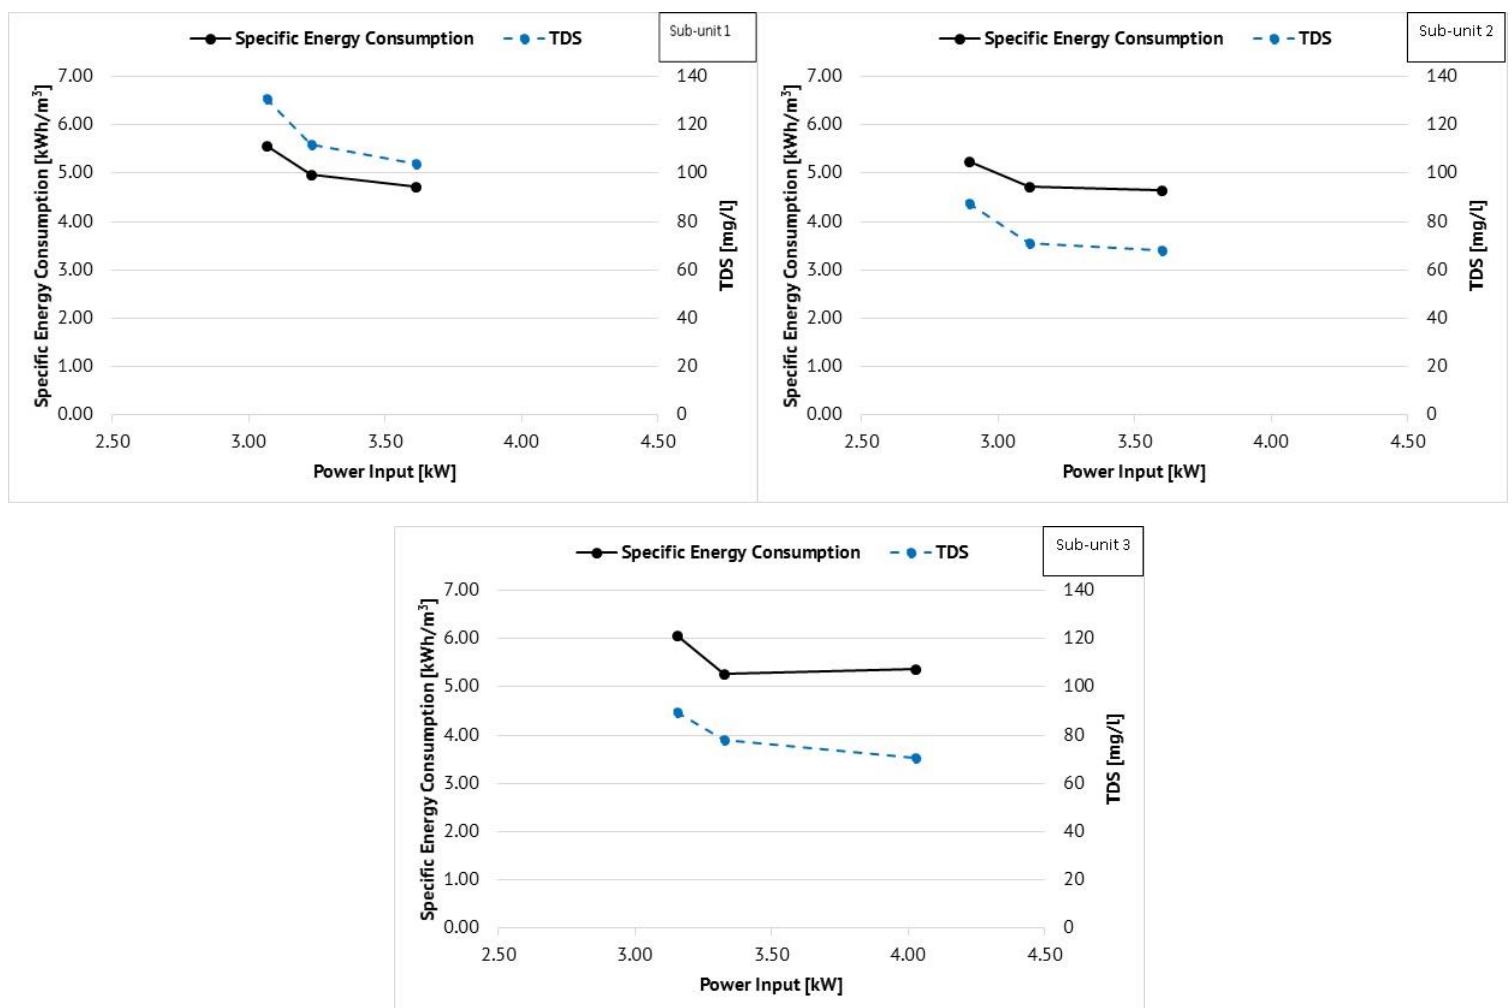 Specific Energy Consumption TDS Sub-unit 1
7.00 140
6.00 120
5.00 100
4.00 80
3.00 60
2.00 40
1.00 20
0.00 0
2.50 3.00 3.50 4.00 4.50
Specific Energy Consumption [kWh/m³]
TDS [mg/l]
Power Input [kW]
Specific Energy Consumption TDS Sub-unit 2
7.00 140
6.00 120
5.00 100
4.00 80
3.00 60
2.00 40
1.00 20
0.00 0
2.50 3.00 3.50 4.00 4.50
Specific Energy Consumption [kWh/m³]
TDS [mg/l]
Power Input [kW]
Specific Energy Consumption TDS Sub-unit 3
7.00 140
6.00 120
5.00 100
4.00 80
3.00 60
2.00 40
1.00 20
0.00 0
2.50 3.00 3.50 4.00 4.50
Specific Energy Consumption [kWh/m³]
TDS [mg/l]
Power Input [kW]